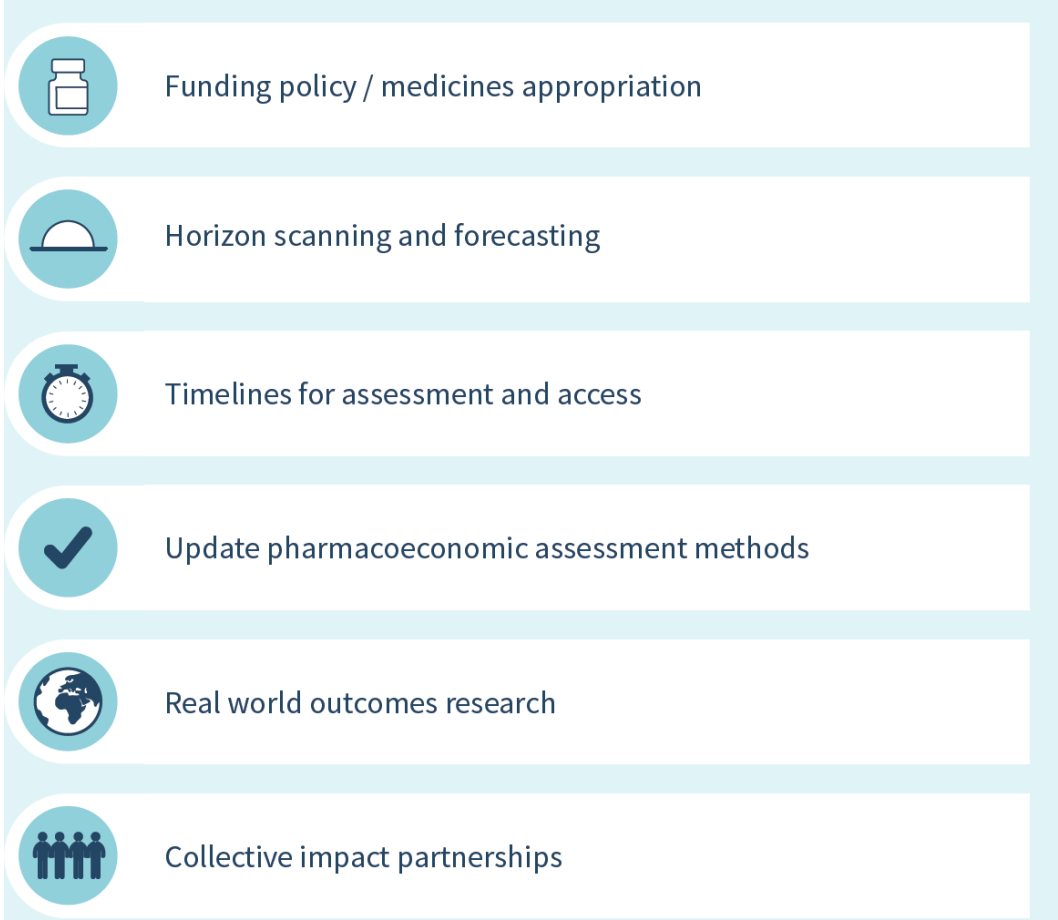 Funding policy / medicines appropriation
Horizon scanning and forecasting
Timelines for assessment and access
Update pharmacoeconomic assessment methods
Real world outcomes research
Collective impact partnerships